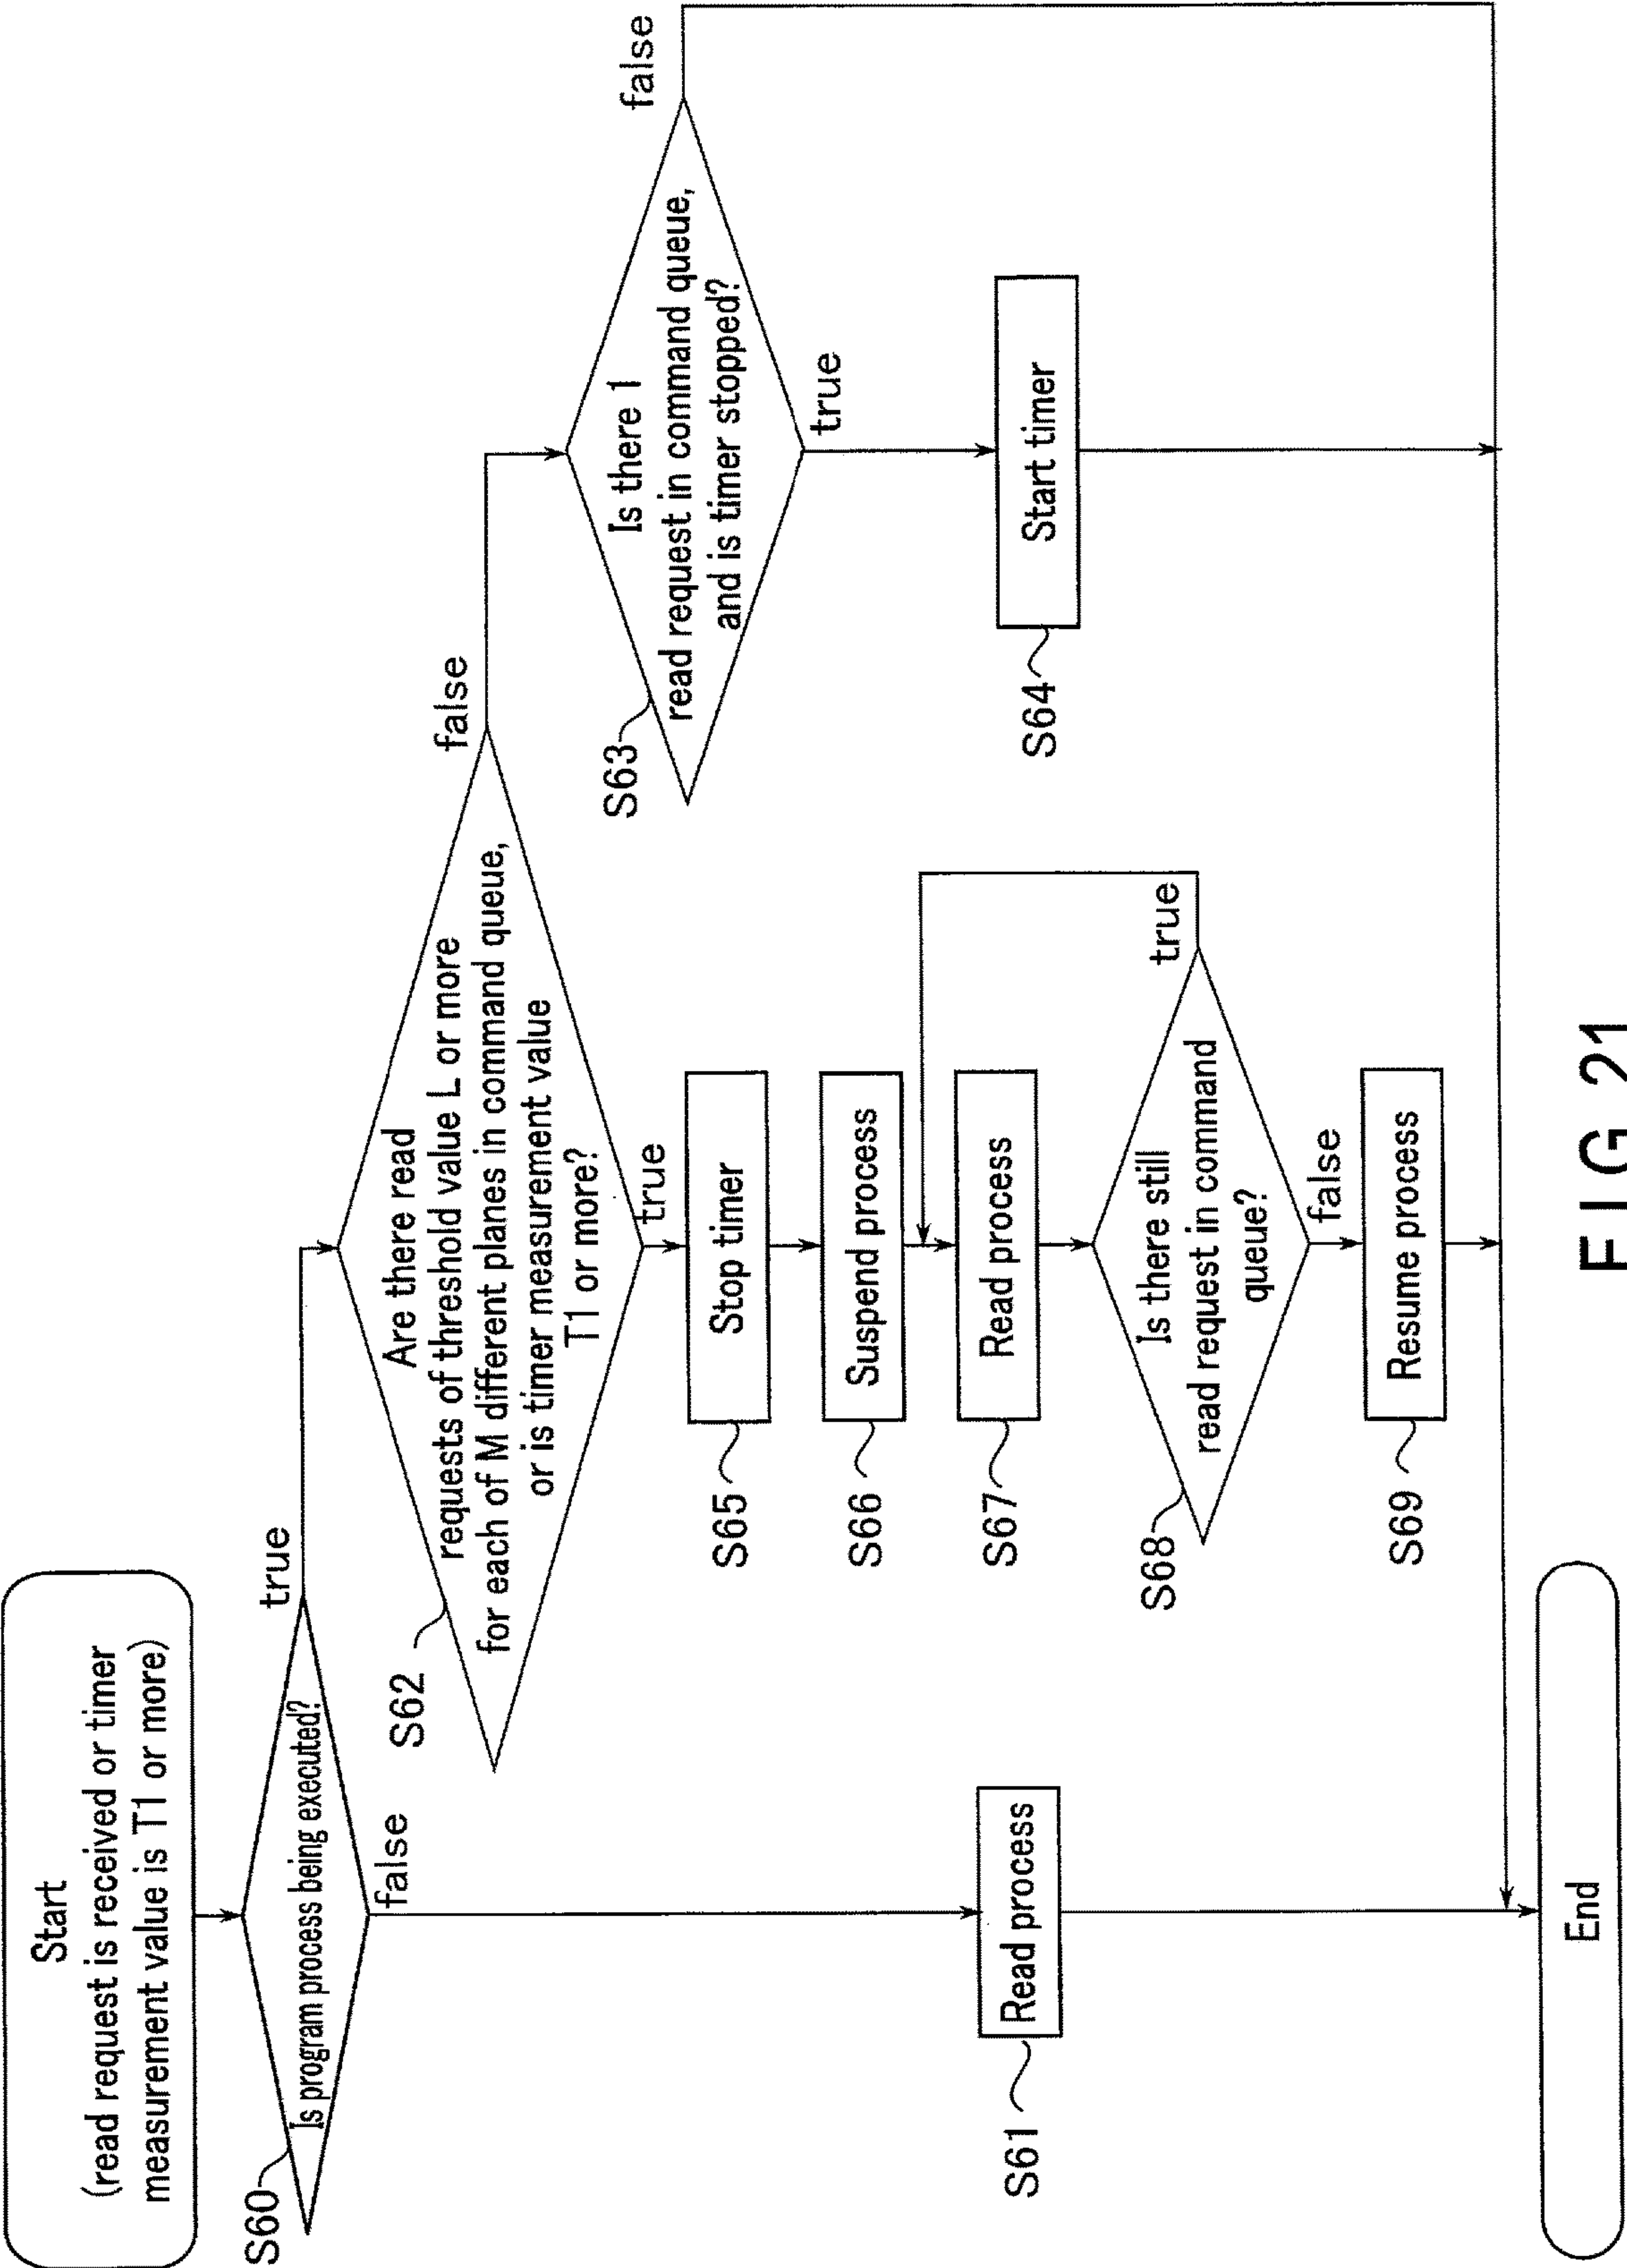 Start
(read request is received or timer
measurement value is T1 or more)
S60
Is program process being executed?
true
false
S61
Read process
S62
Are there read
requests of threshold value L or more
for each of M different planes in command queue,
or is timer measurement value
T1 or more?
false
true
S63
Is there 1
read request in command queue,
and is timer stopped?
false
true
S64
Start timer
S65
Stop timer
S66
Suspend process
S67
Read process
S68
Is there still
read request in command
queue?
true
false
S69
Resume process
End
FIG. 21